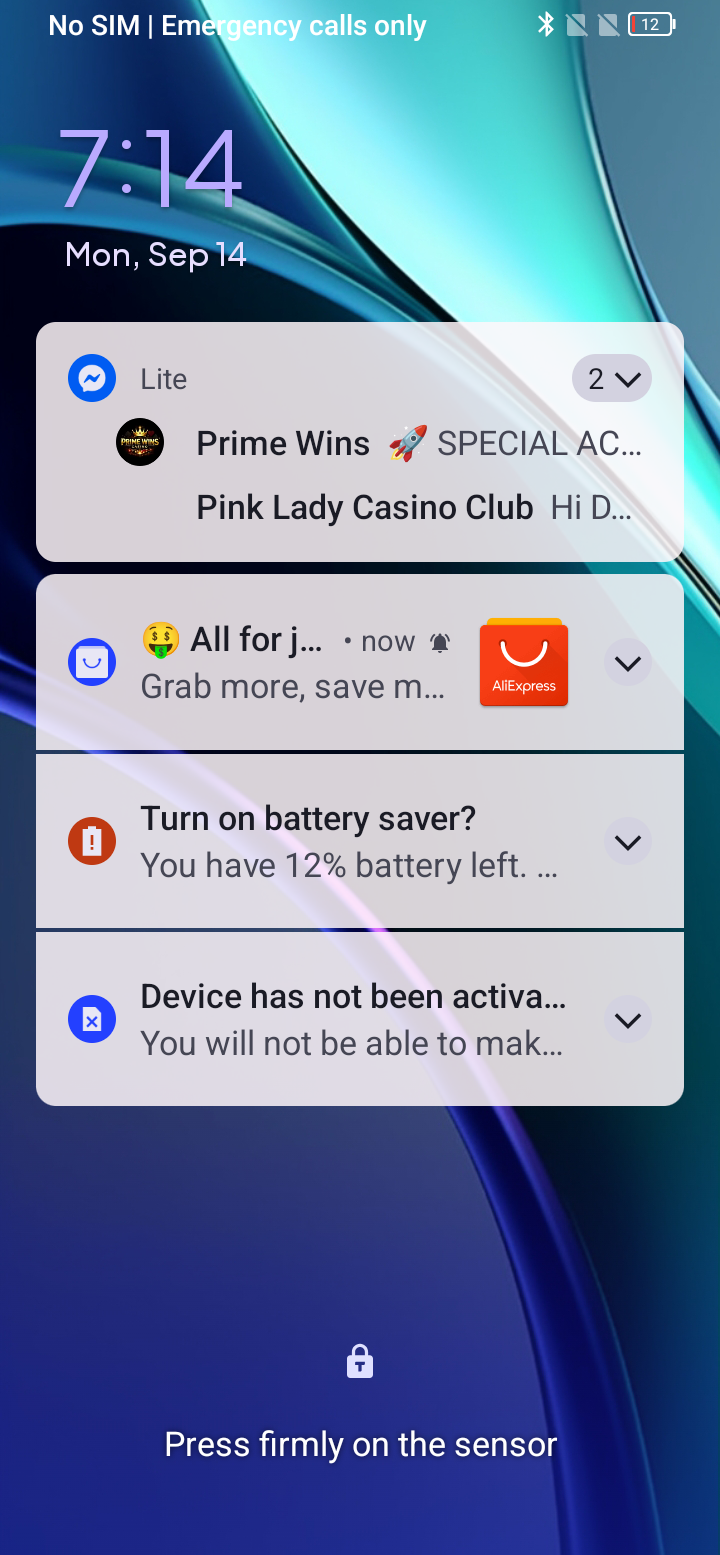 No SIM | Emergency calls only
12
7:14
Mon, Sep 14
Lite
2
PRIME WINS
Prime Wins 🚀 SPECIAL AC...
Pink Lady Casino Club Hi D...
🤑 All for j... • now
Grab more, save m...
AliExpress
Turn on battery saver?
You have 12% battery left. ...
Device has not been activa...
You will not be able to mak...
Press firmly on the sensor